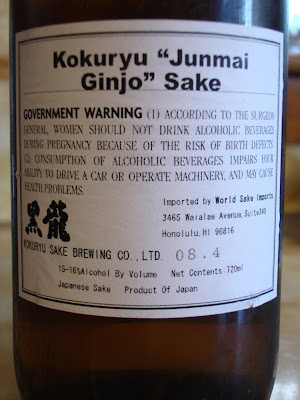 Kokuryu “Junmai
Ginjo” Sake
GOVERNMENT WARNING (1) ACCORDING TO THE SURGEON
GENERAL, WOMEN SHOULD NOT DRINK ALCOHOLIC BEVERAGES
DURING PREGNANCY BECAUSE OF THE RISK OF BIRTH DEFECTS.
(2) CONSUMPTION OF ALCOHOLIC BEVERAGES IMPAIRS YOUR
ABILITY TO DRIVE A CAR OR OPERATE MACHINERY, AND MAY CAUSE
HEALTH PROBLEMS.
黒龍
Imported by World Sake Imports
3465 Waialae Avenue, Suite340
Honolulu, HI 96816
KOKURYU SAKE BREWING CO., LTD. 08.4
15-16%Alcohol By Volume Net Contents 720ml
Japanese Sake Product Of Japan